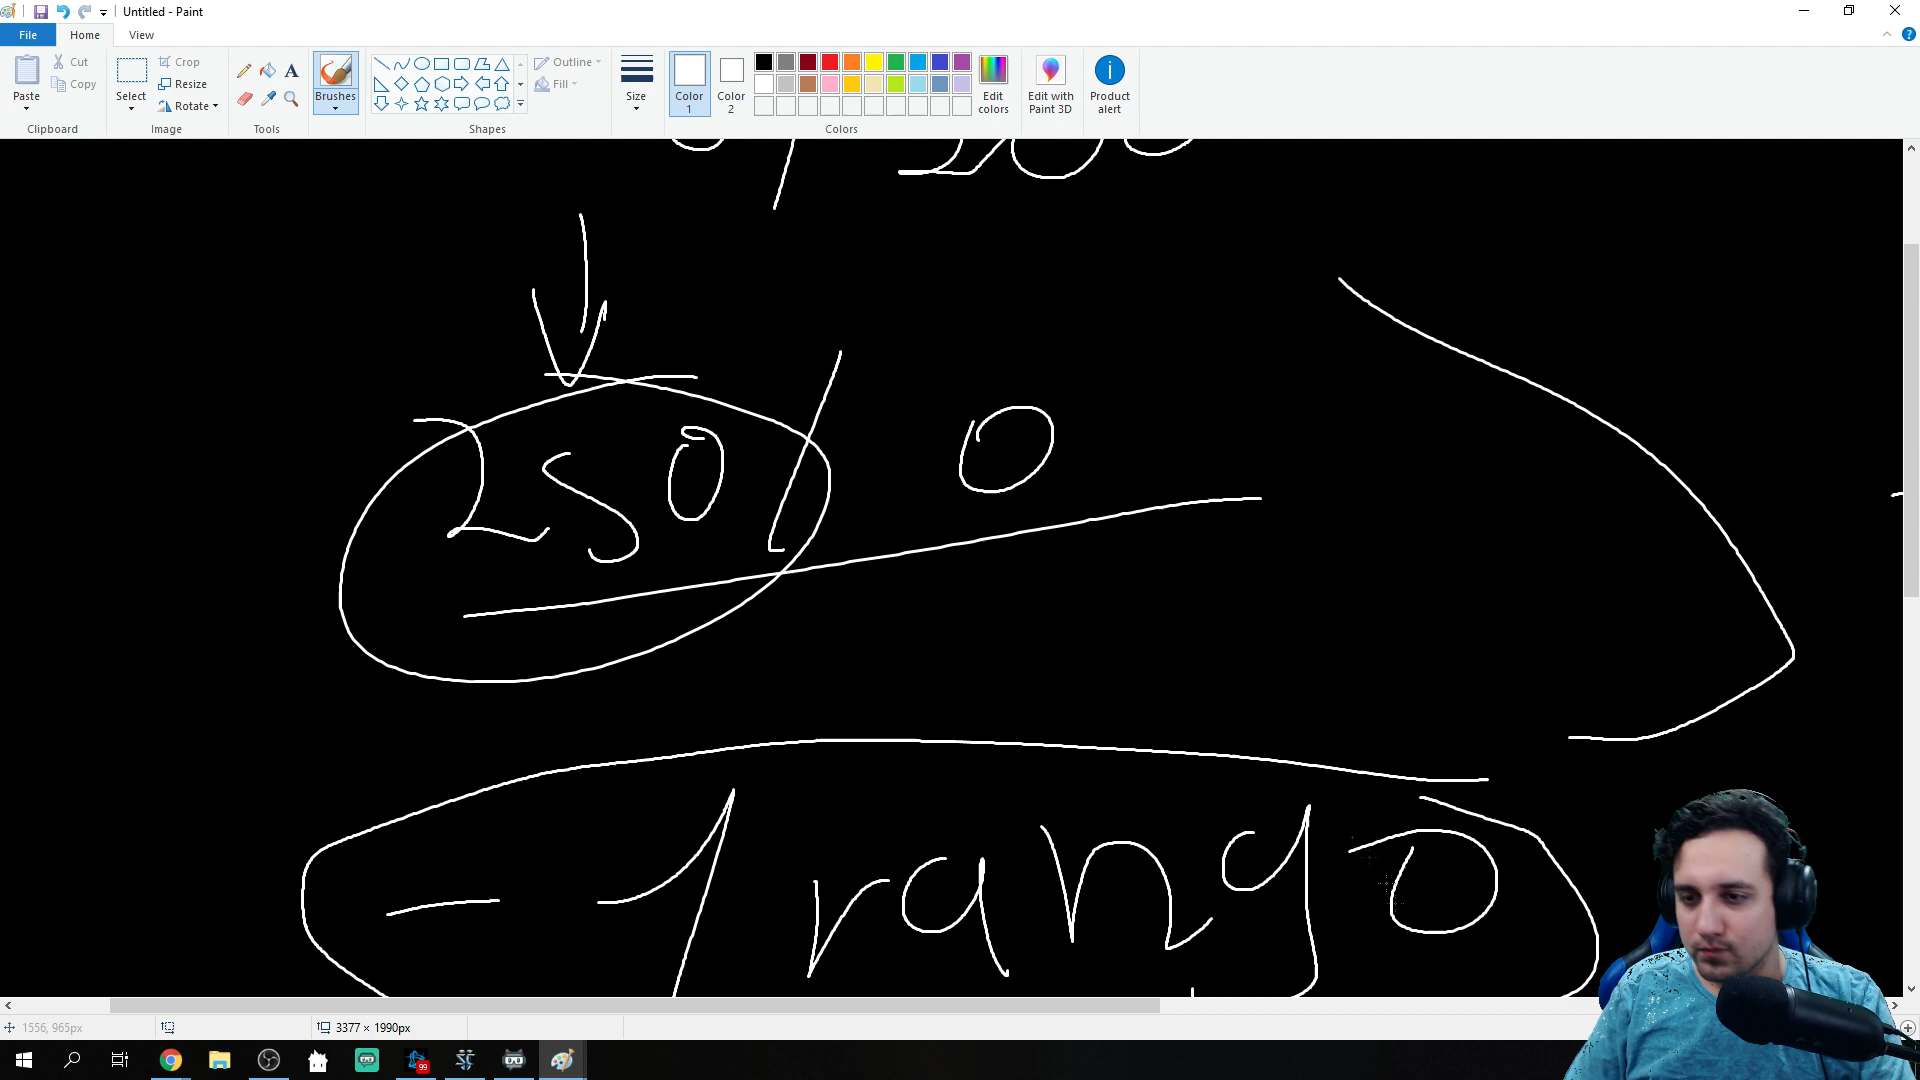 Untitled - Paint
File Home View
Paste
Cut
Copy
Clipboard
Select
Crop
Resize
Rotate
Image
Tools
Brushes
Shapes
Outline
Fill
Size
Color 1
Color 2
Colors
Edit colors
Edit with Paint 3D
Product alert
250/ 0
- 1 rango
1556, 965px
3377 × 1990px
99